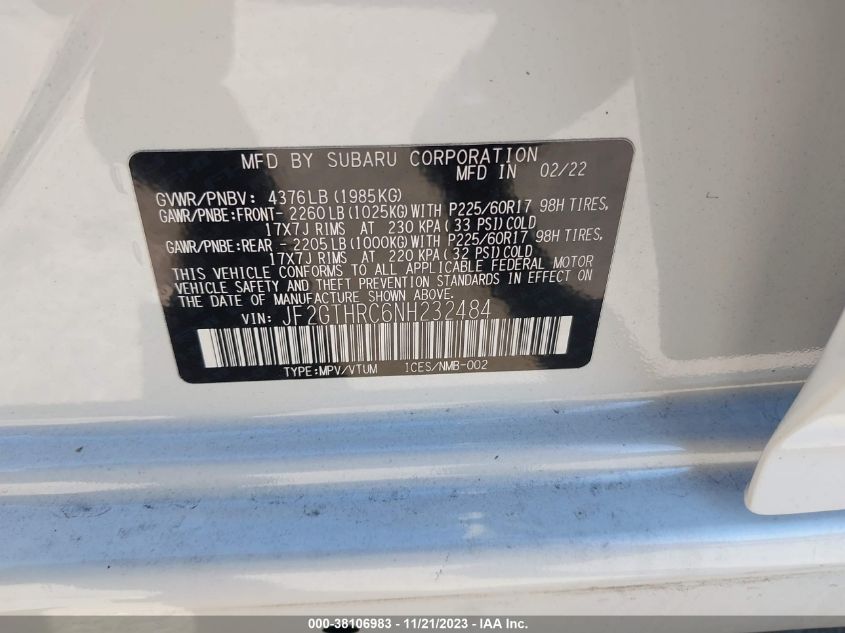 MFD BY SUBARU CORPORATION
MFD IN 02/22
GVWR/PNBV: 4376LB(1985KG)
GAWR/PNBE:FRONT-2260LB(1025KG)WITH P225/60R17 98H TIRES,
17X7J RIMS AT 230 KPA(33 PSI)COLD
GAWR/PNBE:REAR -2205LB(1000KG)WITH P225/60R17 98H TIRES,
17X7J RIMS AT 220 KPA(32 PSI)COLD
THIS VEHICLE CONFORMS TO ALL APPLICABLE FEDERAL MOTOR
VEHICLE SAFETY AND THEFT PREVENTION STANDARDS IN EFFECT ON
THE DATE OF MANUFACTURE SHOWN ABOVE.
VIN: JF2GTHRC6NH232484
TYPE:MPV/VTUM ICES/NMB-002
000-38106983 - 11/21/2023 - IAA Inc.